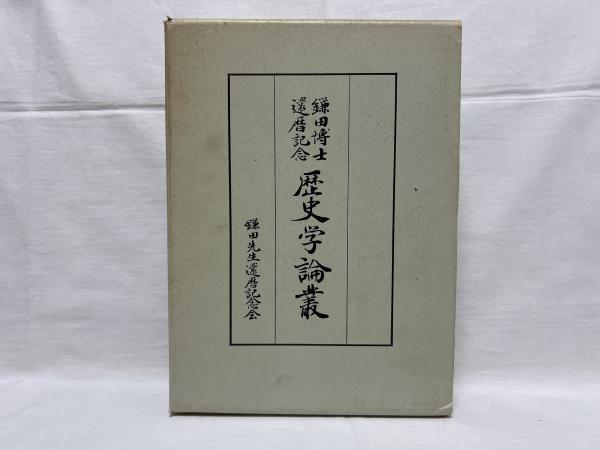 鎌田博士
還暦記念
歴史学論叢
鎌田先生還暦記念会